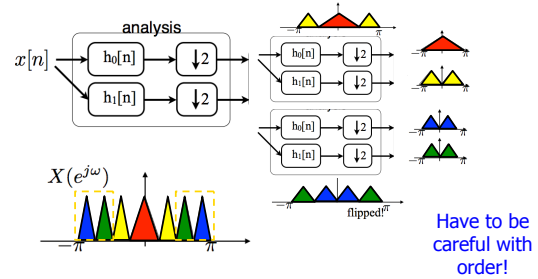 analysis
x[n]
h₀[n]
↓2
h₁[n]
↓2
−π
π
h₀[n]
↓2
h₁[n]
↓2
−π
π
−π
π
h₀[n]
↓2
h₁[n]
↓2
−π
π
−π
π
X(e^{jω})
−π
π
−π
flipped!
π
Have to be
careful with
order!